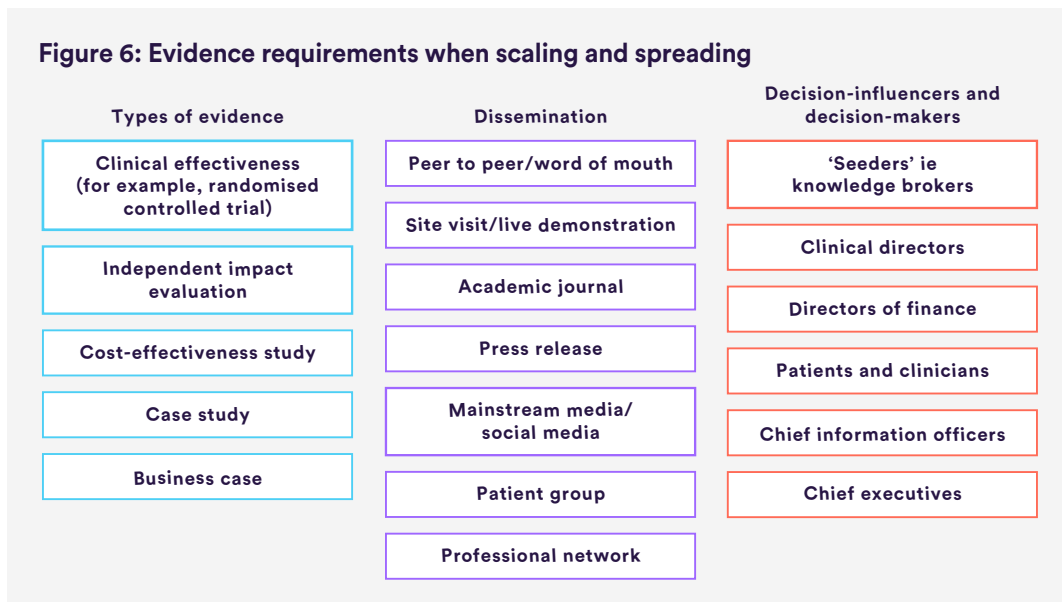 Figure 6: Evidence requirements when scaling and spreading
Types of evidence
Clinical effectiveness
(for example, randomised
controlled trial)
Independent impact
evaluation
Cost-effectiveness study
Case study
Business case
Dissemination
Peer to peer/word of mouth
Site visit/live demonstration
Academic journal
Press release
Mainstream media/
social media
Patient group
Professional network
Decision-influencers and
decision-makers
‘Seeders’ ie
knowledge brokers
Clinical directors
Directors of finance
Patients and clinicians
Chief information officers
Chief executives